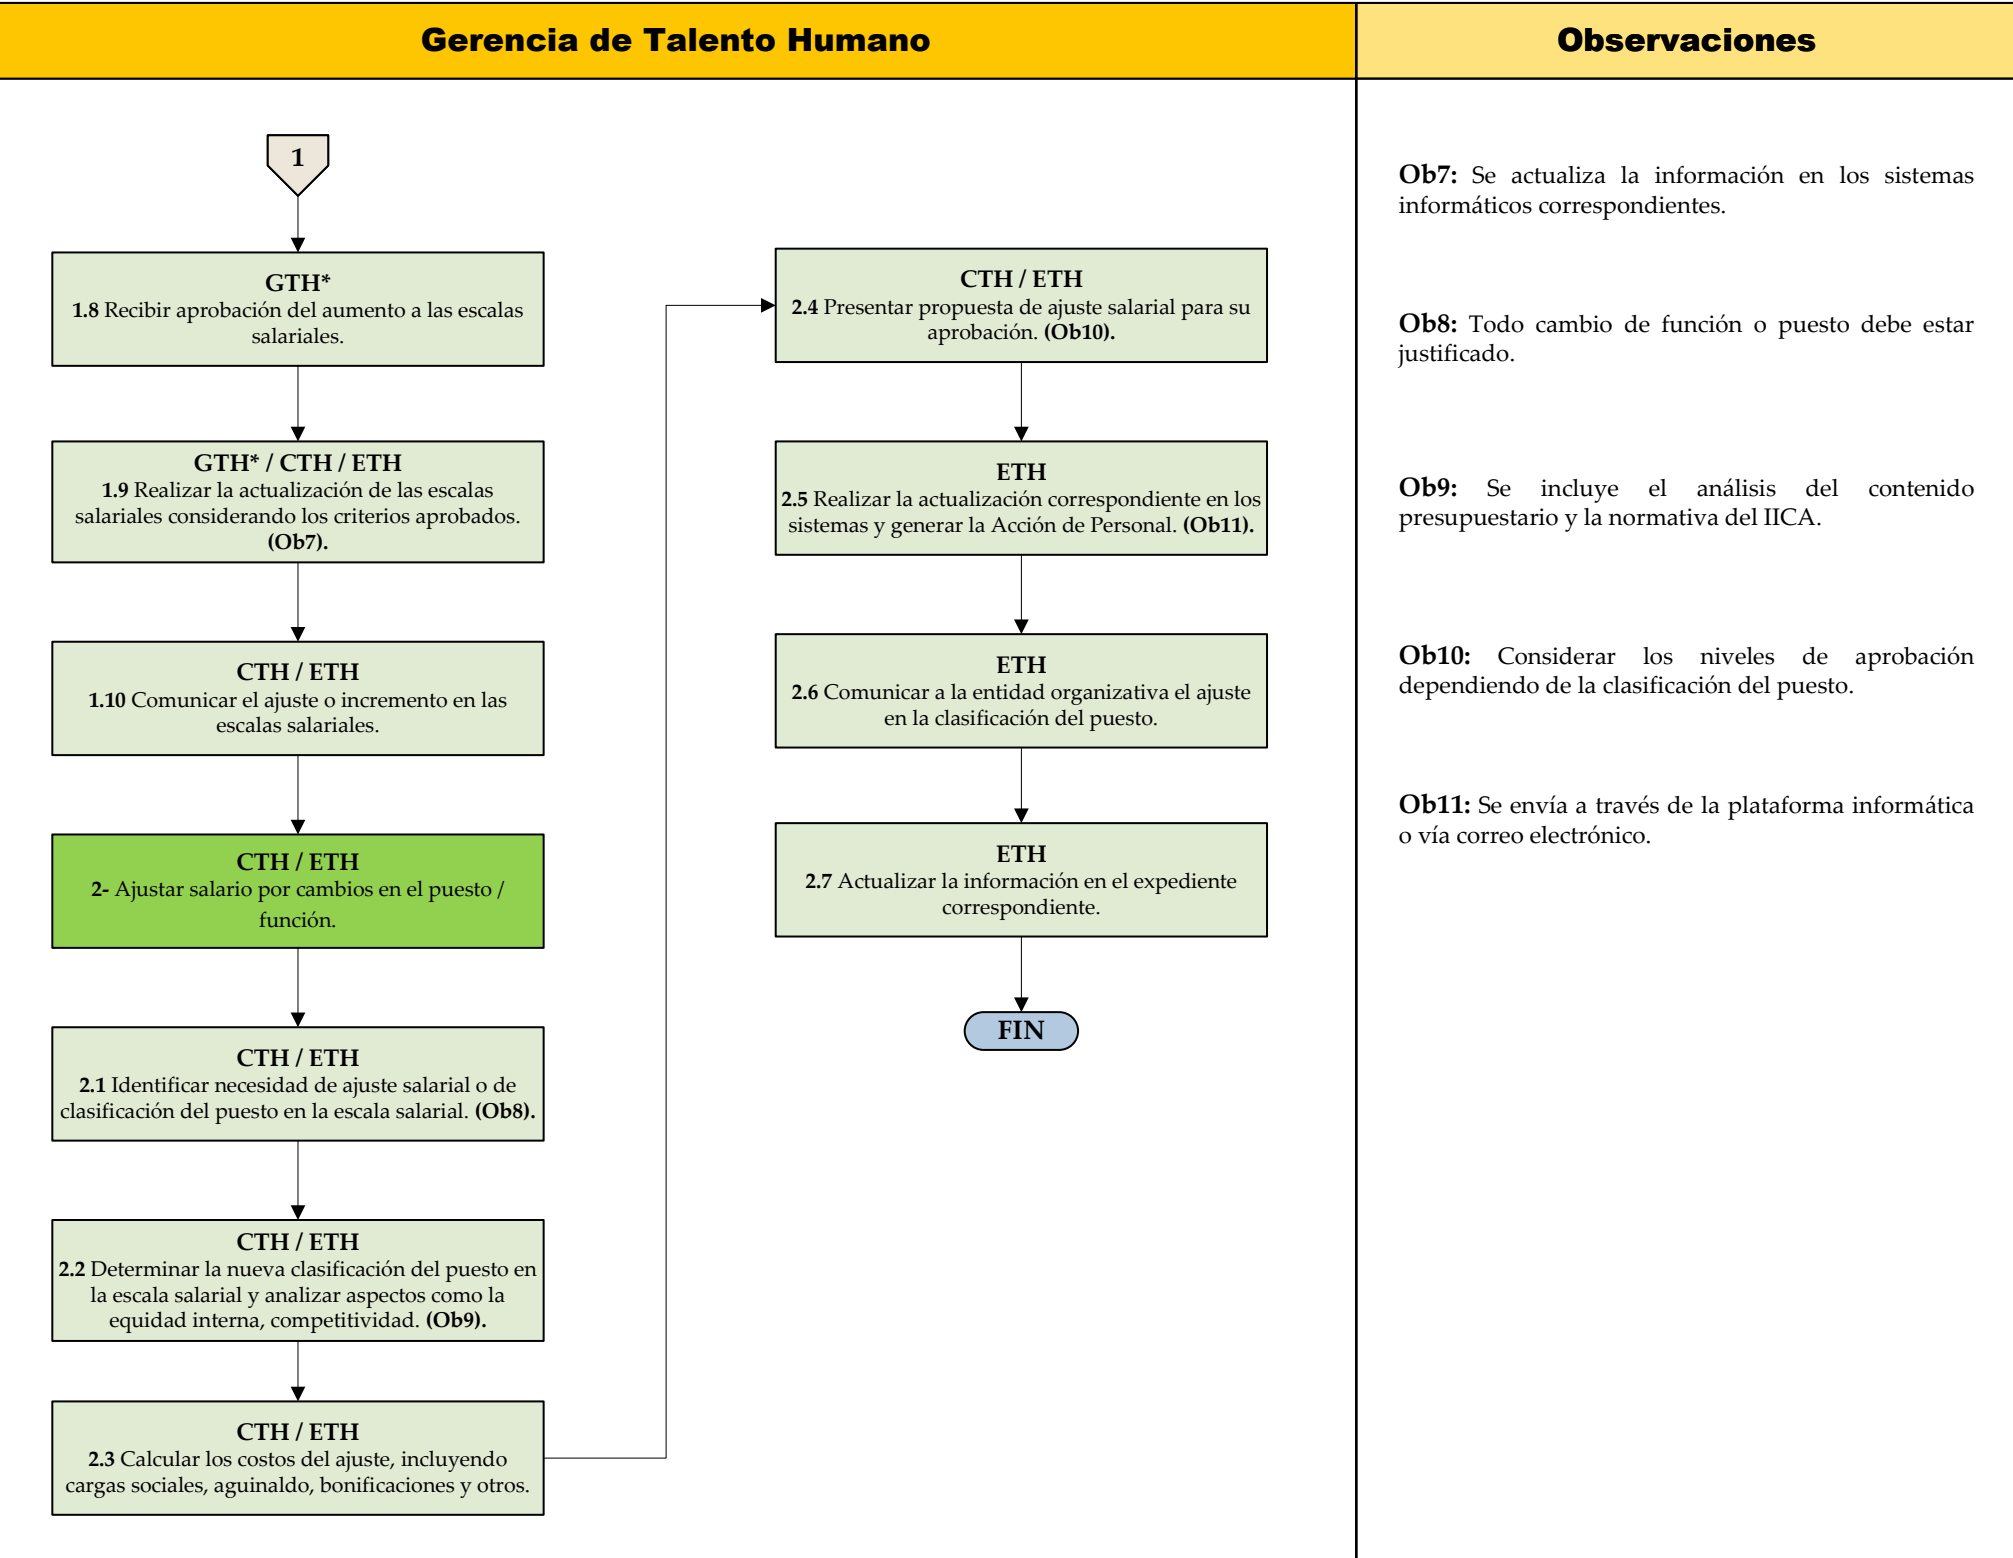 Gerencia de Talento Humano
Observaciones
1
GTH*
1.8 Recibir aprobación del aumento a las escalas
salariales.
GTH* / CTH / ETH
1.9 Realizar la actualización de las escalas
salariales considerando los criterios aprobados.
(Ob7).
CTH / ETH
1.10 Comunicar el ajuste o incremento en las
escalas salariales.
CTH / ETH
2- Ajustar salario por cambios en el puesto /
función.
CTH / ETH
2.1 Identificar necesidad de ajuste salarial o de
clasificación del puesto en la escala salarial. (Ob8).
CTH / ETH
2.2 Determinar la nueva clasificación del puesto en
la escala salarial y analizar aspectos como la
equidad interna, competitividad. (Ob9).
CTH / ETH
2.3 Calcular los costos del ajuste, incluyendo
cargas sociales, aguinaldo, bonificaciones y otros.
CTH / ETH
2.4 Presentar propuesta de ajuste salarial para su
aprobación. (Ob10).
ETH
2.5 Realizar la actualización correspondiente en los
sistemas y generar la Acción de Personal. (Ob11).
ETH
2.6 Comunicar a la entidad organizativa el ajuste
en la clasificación del puesto.
ETH
2.7 Actualizar la información en el expediente
correspondiente.
FIN
Ob7: Se actualiza la información en los sistemas
informáticos correspondientes.
Ob8: Todo cambio de función o puesto debe estar
justificado.
Ob9: Se incluye el análisis del contenido
presupuestario y la normativa del IICA.
Ob10: Considerar los niveles de aprobación
dependiendo de la clasificación del puesto.
Ob11: Se envía a través de la plataforma informática
o vía correo electrónico.